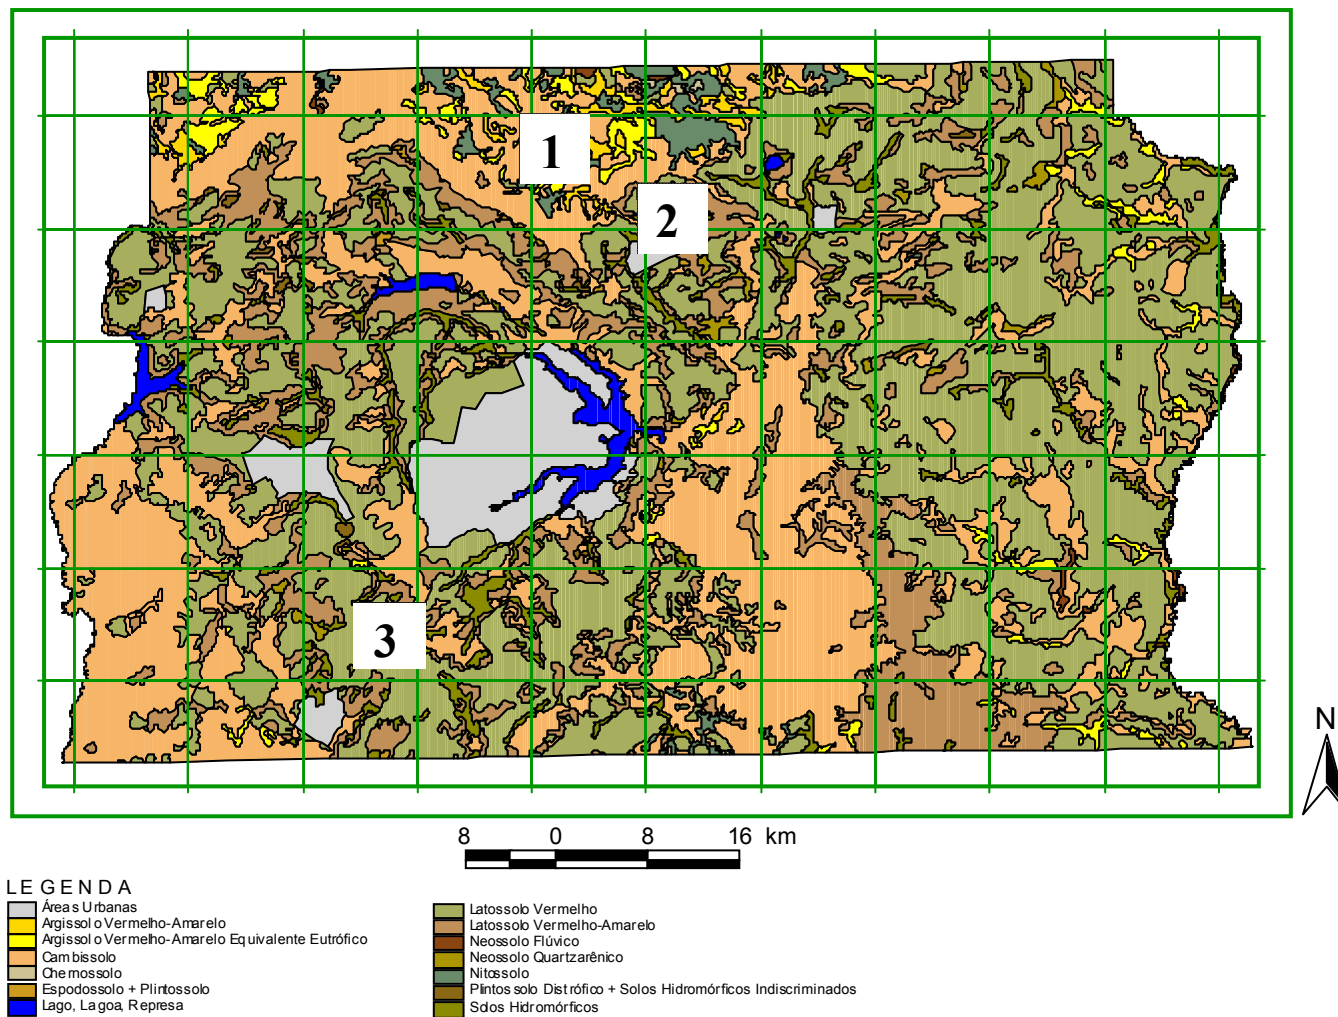 1
2
3
N
8 0 8 16 km
LEGENDA
Áreas Urbanas
Argissolo Vermelho-Amarelo
Argissolo Vermelho-Amarelo Equivalente Eutrófico
Cambissolo
Chernossolo
Espodossolo + Plintossolo
Lago, Lagoa, Represa
Latossolo Vermelho
Latossolo Vermelho-Amarelo
Neossolo Flúvico
Neossolo Quartzarênico
Nitossolo
Plintossolo Distrófico + Solos Hidromórficos Indiscriminados
Solos Hidromórficos